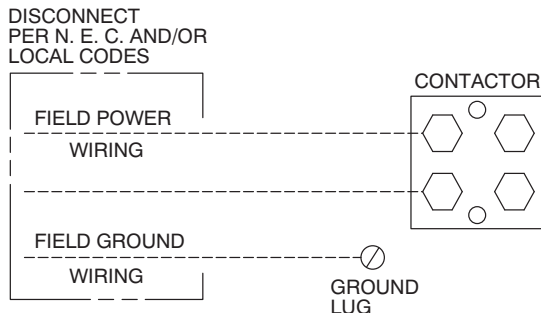 DISCONNECT
PER N. E. C. AND/OR
LOCAL CODES
CONTACTOR
FIELD POWER
WIRING
FIELD GROUND
WIRING
GROUND
LUG